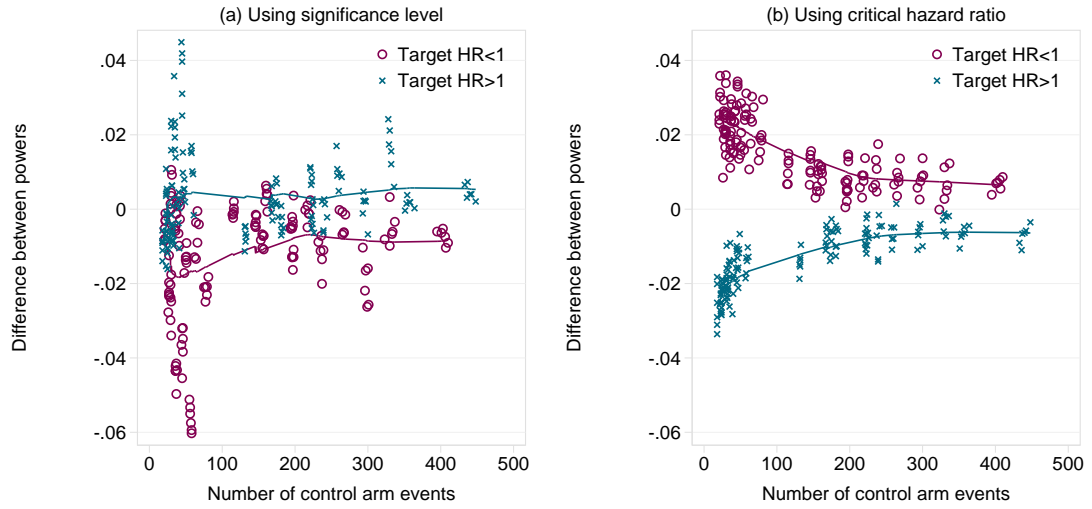 (a) Using significance level
Target HR<1
Target HR>1
.04
.02
0
-.02
-.04
-.06
Difference between powers
0 100 200 300 400 500
Number of control arm events
(b) Using critical hazard ratio
Target HR<1
Target HR>1
.04
.02
0
-.02
-.04
-.06
Difference between powers
0 100 200 300 400 500
Number of control arm events